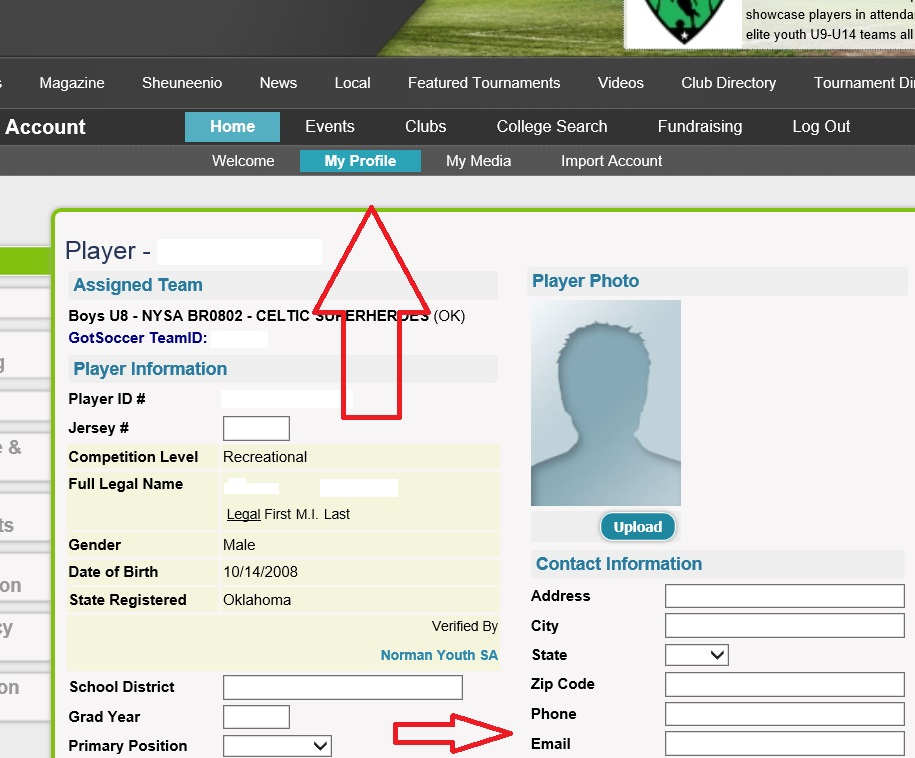 showcase players in attenda
elite youth U9-U14 teams all
s Magazine Sheuneenio News Local Featured Tournaments Videos Club Directory Tournament Di
Account Home Events Clubs College Search Fundraising Log Out
Welcome My Profile My Media Import Account
Player -
Assigned Team
Boys U8 - NYSA BR0802 - CELTIC SUPERHEROES (OK)
GotSoccer TeamID:
Player Information
Player ID #
Jersey #
Competition Level Recreational
Full Legal Name
Legal First M.I. Last
Gender Male
Date of Birth 10/14/2008
State Registered Oklahoma
Verified By
Norman Youth SA
School District
Grad Year
Primary Position
Player Photo
Upload
Contact Information
Address
City
State
Zip Code
Phone
Email
g
e &
ts
on
cy
on